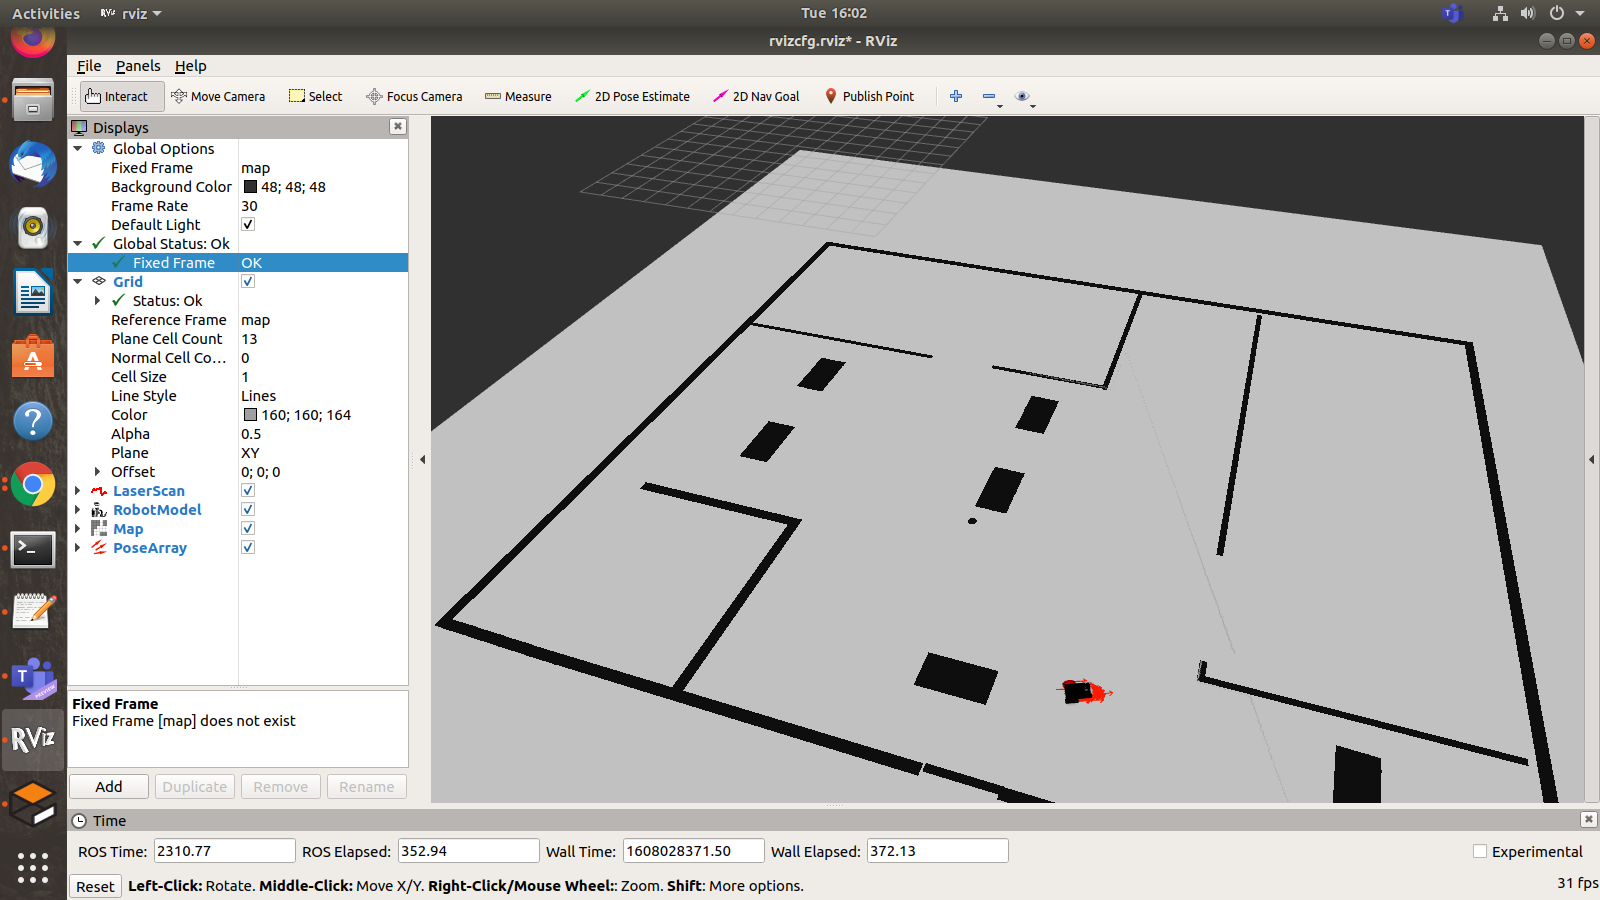 Activities RViz rviz Tue 16:02
rvizcfg.rviz* - RViz
File Panels Help
Interact Move Camera Select Focus Camera Measure 2D Pose Estimate 2D Nav Goal Publish Point
Displays
Global Options
Fixed Frame map
Background Color 48; 48; 48
Frame Rate 30
Default Light
Global Status: Ok
Fixed Frame OK
Grid
Status: Ok
Reference Frame map
Plane Cell Count 13
Normal Cell Co... 0
Cell Size 1
Line Style Lines
Color 160; 160; 164
Alpha 0.5
Plane XY
Offset 0; 0; 0
LaserScan
RobotModel
Map
PoseArray
Fixed Frame
Fixed Frame [map] does not exist
Add Duplicate Remove Rename
PREVIEW
RViz
Time
ROS Time: 2310.77 ROS Elapsed: 352.94 Wall Time: 1608028371.50 Wall Elapsed: 372.13 Experimental
Reset Left-Click: Rotate. Middle-Click: Move X/Y. Right-Click/Mouse Wheel:: Zoom. Shift: More options. 31 fps